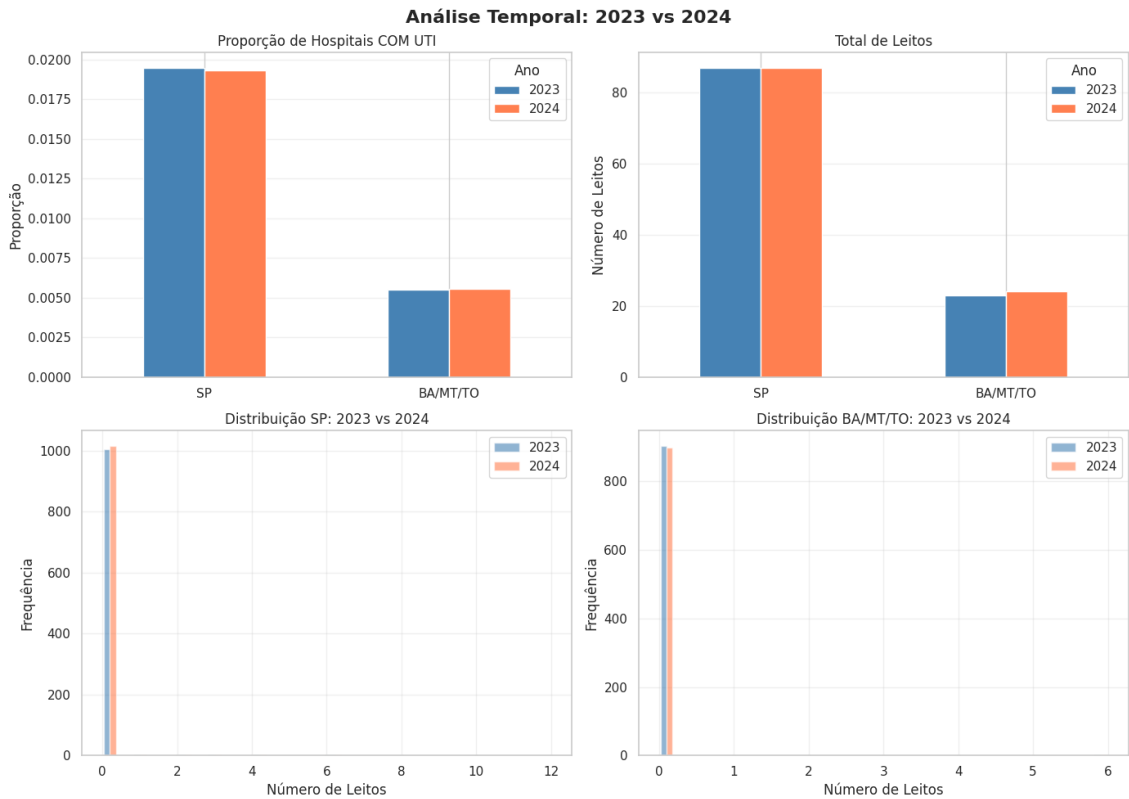 Análise Temporal: 2023 vs 2024
Proporção de Hospitais COM UTI
Proporção
0.0200
0.0175
0.0150
0.0125
0.0100
0.0075
0.0050
0.0025
0.0000
SP
BA/MT/TO
Ano
2023
2024
Total de Leitos
Número de Leitos
80
60
40
20
0
SP
BA/MT/TO
Ano
2023
2024
Distribuição SP: 2023 vs 2024
Frequência
1000
800
600
400
200
0
0 2 4 6 8 10 12
Número de Leitos
2023
2024
Distribuição BA/MT/TO: 2023 vs 2024
Frequência
800
600
400
200
0
0 1 2 3 4 5 6
Número de Leitos
2023
2024